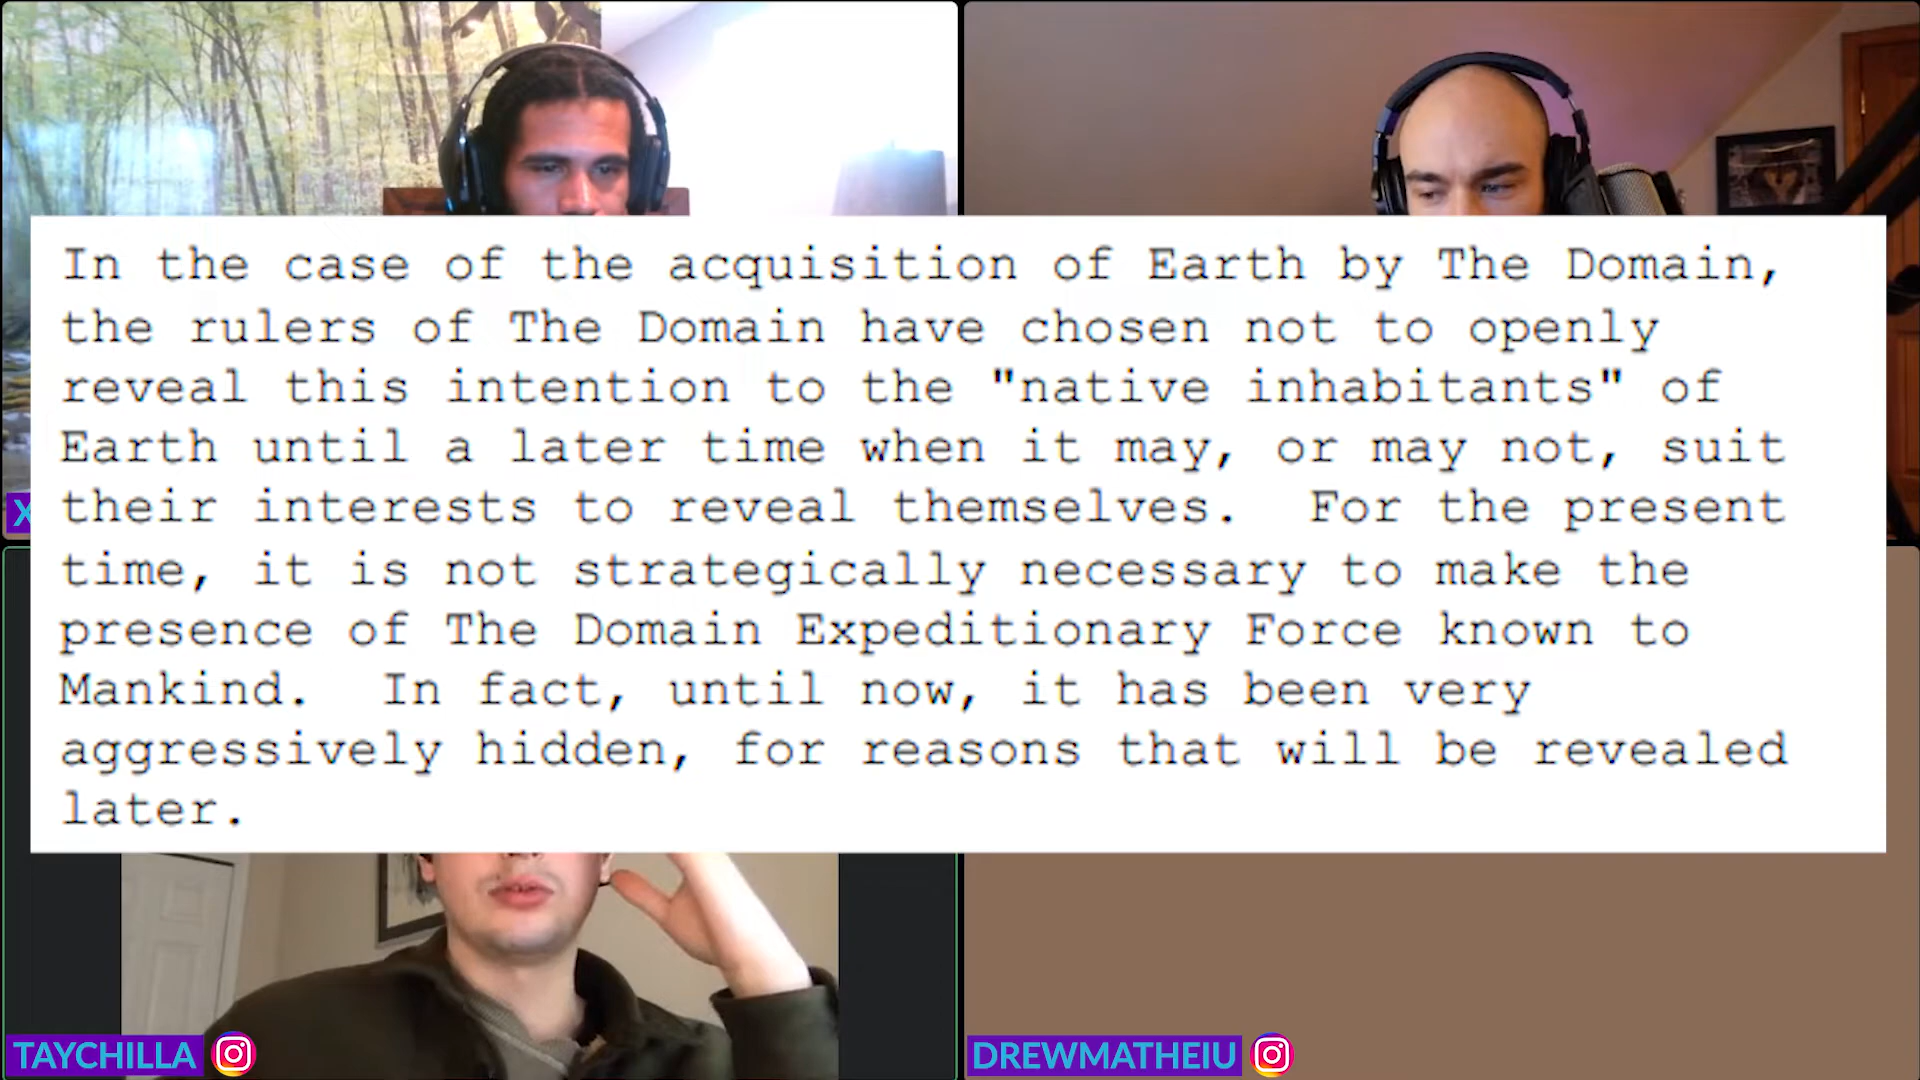 In the case of the acquisition of Earth by The Domain,
the rulers of The Domain have chosen not to openly
reveal this intention to the "native inhabitants" of
Earth until a later time when it may, or may not, suit
their interests to reveal themselves.  For the present
time, it is not strategically necessary to make the
presence of The Domain Expeditionary Force known to
Mankind.  In fact, until now, it has been very
aggressively hidden, for reasons that will be revealed
later.
X
TAYCHILLA
DREWMATHEIU